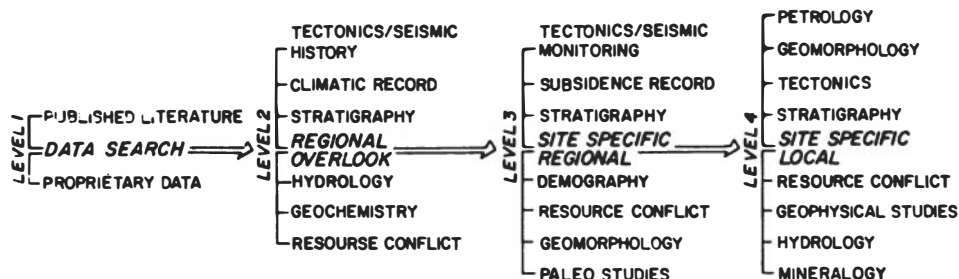 LEVEL 1
PUBLISHED LITERATURE
DATA SEARCH
PROPRIETARY DATA
LEVEL 2
TECTONICS/SEISMIC
HISTORY
CLIMATIC RECORD
STRATIGRAPHY
REGIONAL
OVERLOOK
HYDROLOGY
GEOCHEMISTRY
RESOURSE CONFLICT
LEVEL 3
TECTONICS/SEISMIC
MONITORING
SUBSIDENCE RECORD
STRATIGRAPHY
SITE SPECIFIC
REGIONAL
DEMOGRAPHY
RESOURCE CONFLICT
GEOMORPHOLOGY
PALEO STUDIES
LEVEL 4
PETROLOGY
GEOMORPHOLOGY
TECTONICS
STRATIGRAPHY
SITE SPECIFIC
LOCAL
RESOURCE CONFLICT
GEOPHYSICAL STUDIES
HYDROLOGY
MINERALOGY